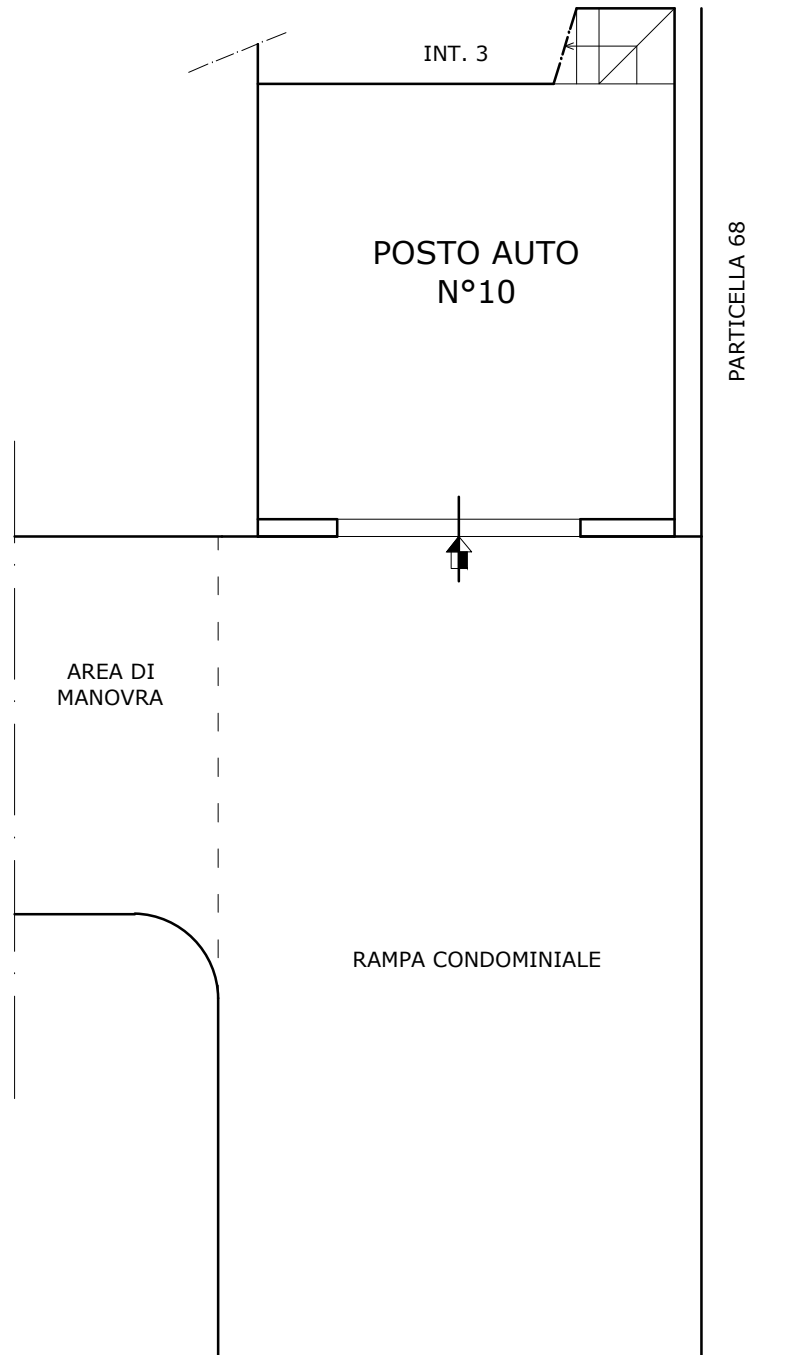 INT. 3
POSTO AUTO
N°10
PARTICELLA 68
AREA DI
MANOVRA
RAMPA CONDOMINIALE